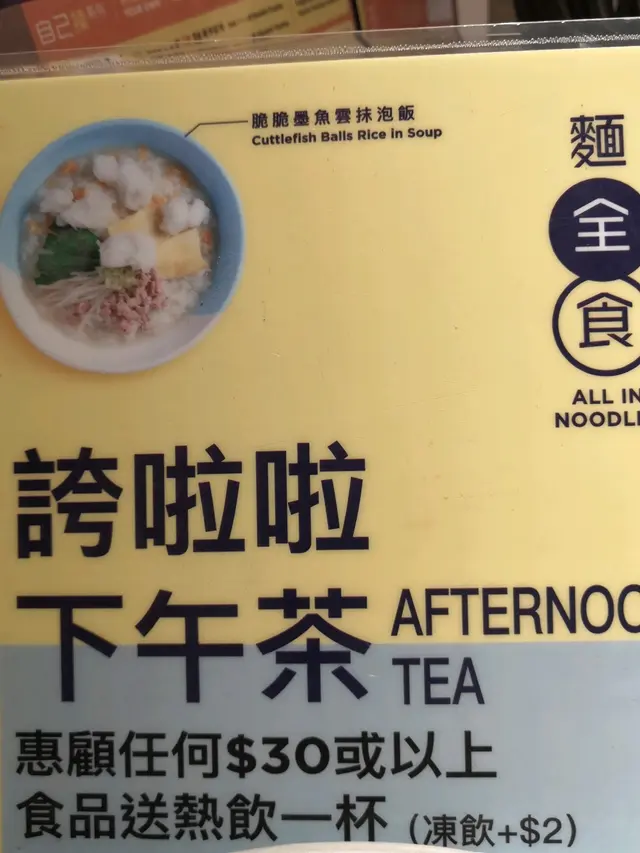 自己
脆脆墨魚雲抹泡飯
Cuttlefish Balls Rice in Soup
麵
全
食
ALL IN
NOODL
誇啦啦
下午茶 AFTERNOO
TEA
惠顧任何$30或以上
食品送熱飲一杯 (凍飲+$2)